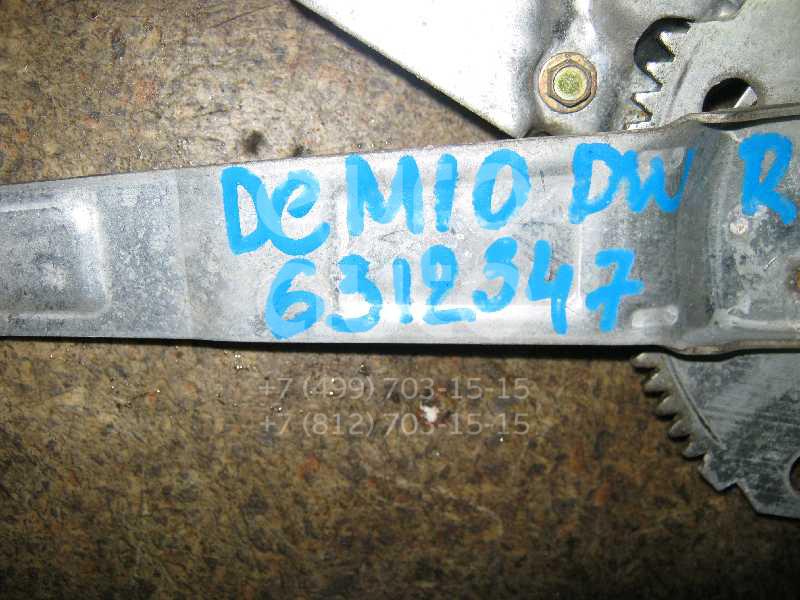 DEMIO DW R
6312347
+7 (499) 703-15-15
+7 (812) 703-15-15